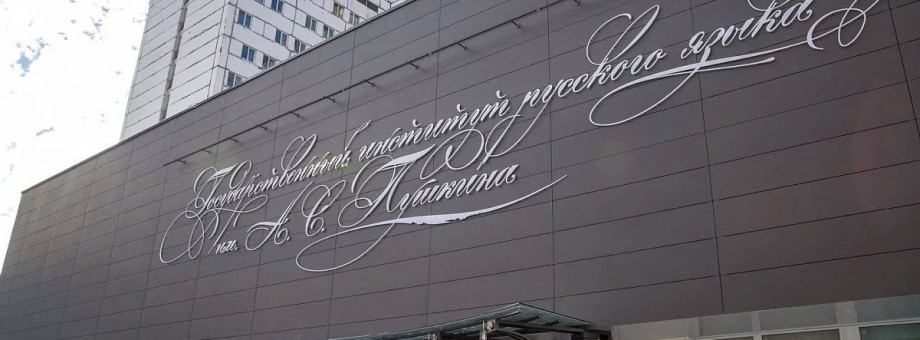 Государственный институт русского языка
им. А. С. Пушкина